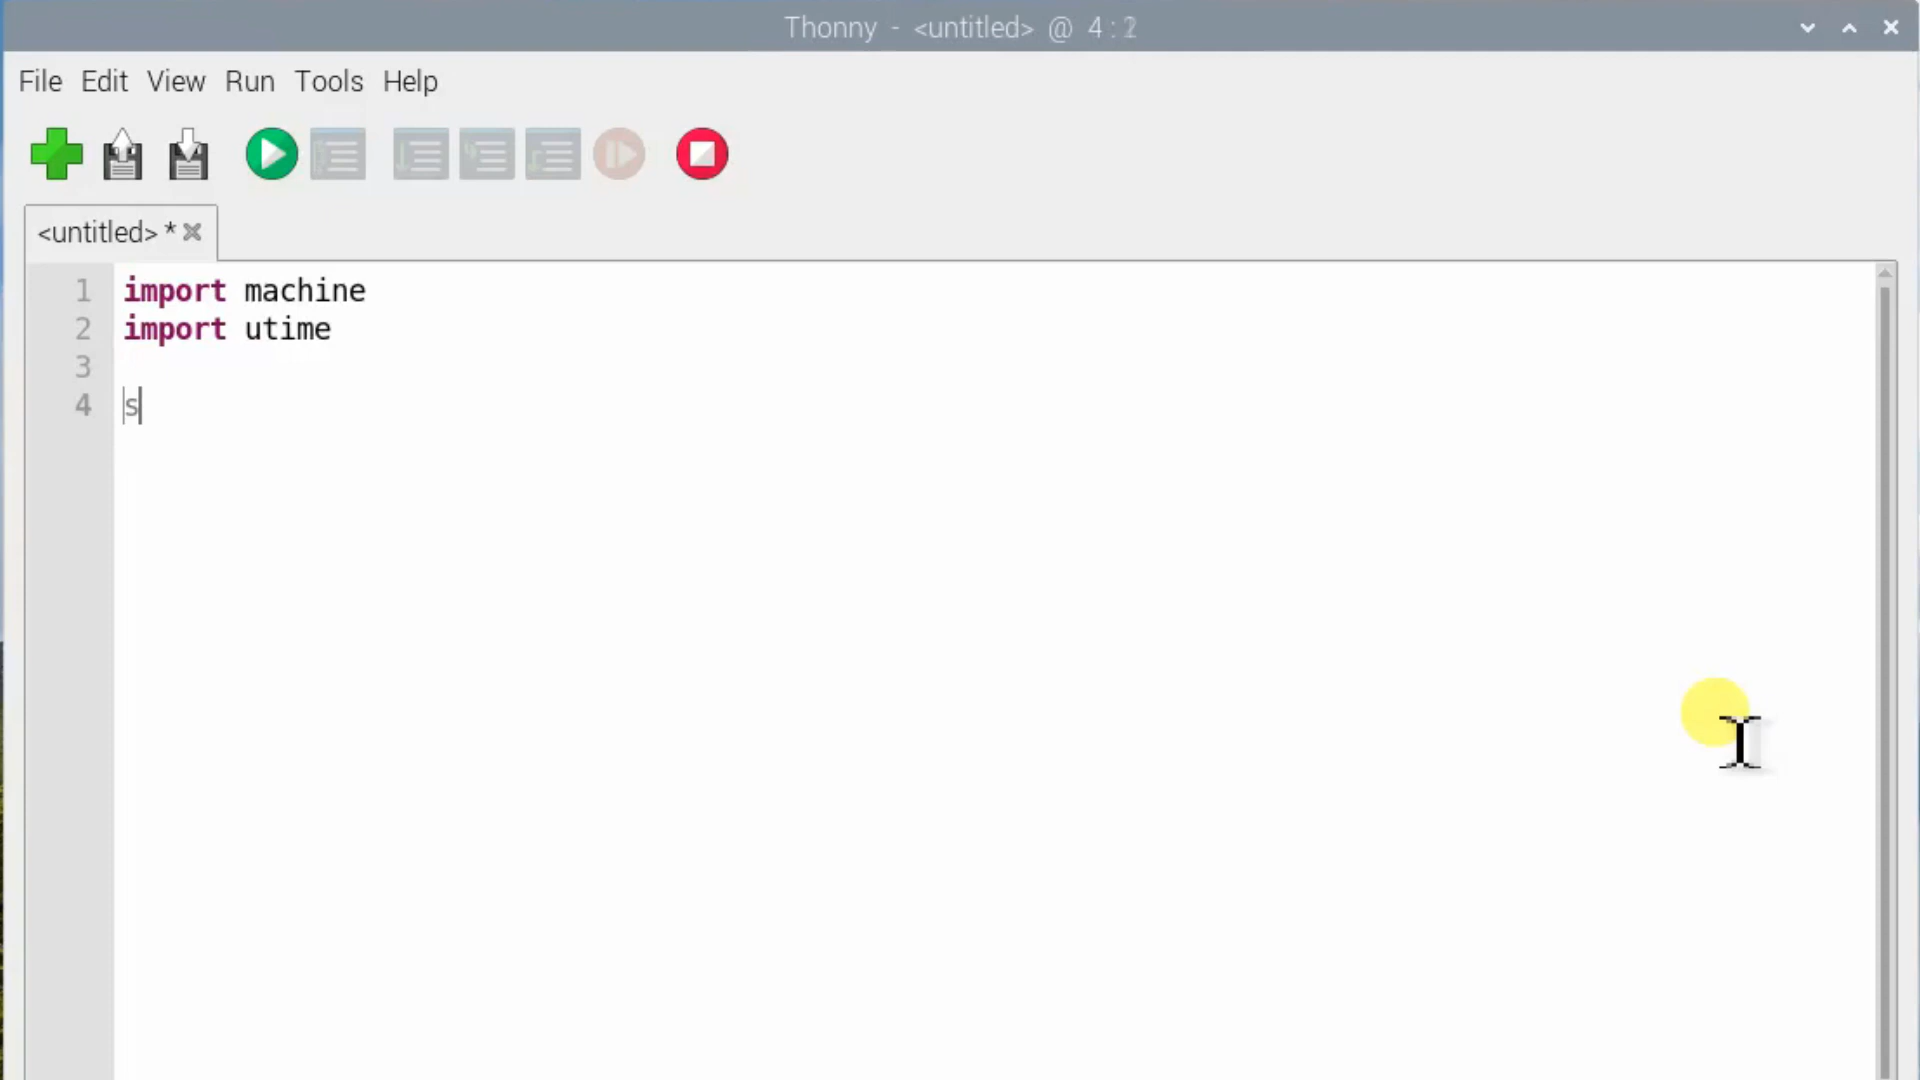 Thonny - <untitled> @ 4:2
File Edit View Run Tools Help
<untitled> *
1 import machine
2 import utime
3
4 s